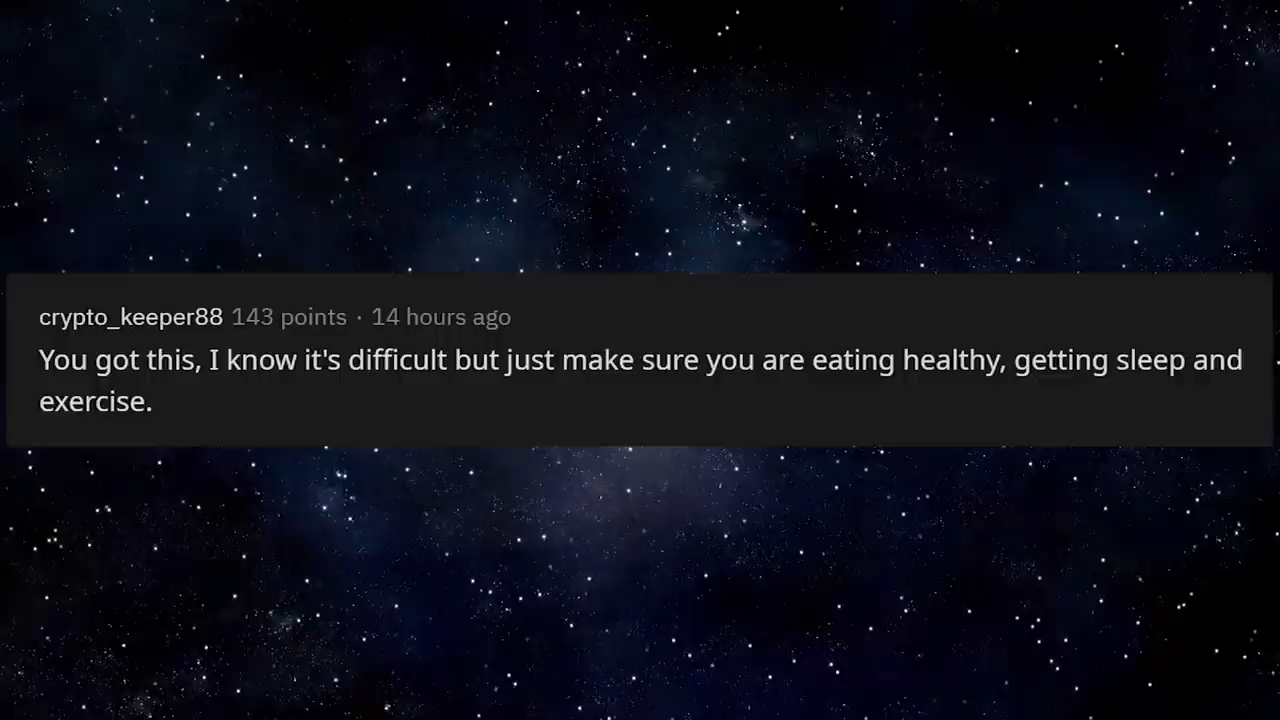 crypto_keeper88 143 points · 14 hours ago
You got this, I know it's difficult but just make sure you are eating healthy, getting sleep and
exercise.